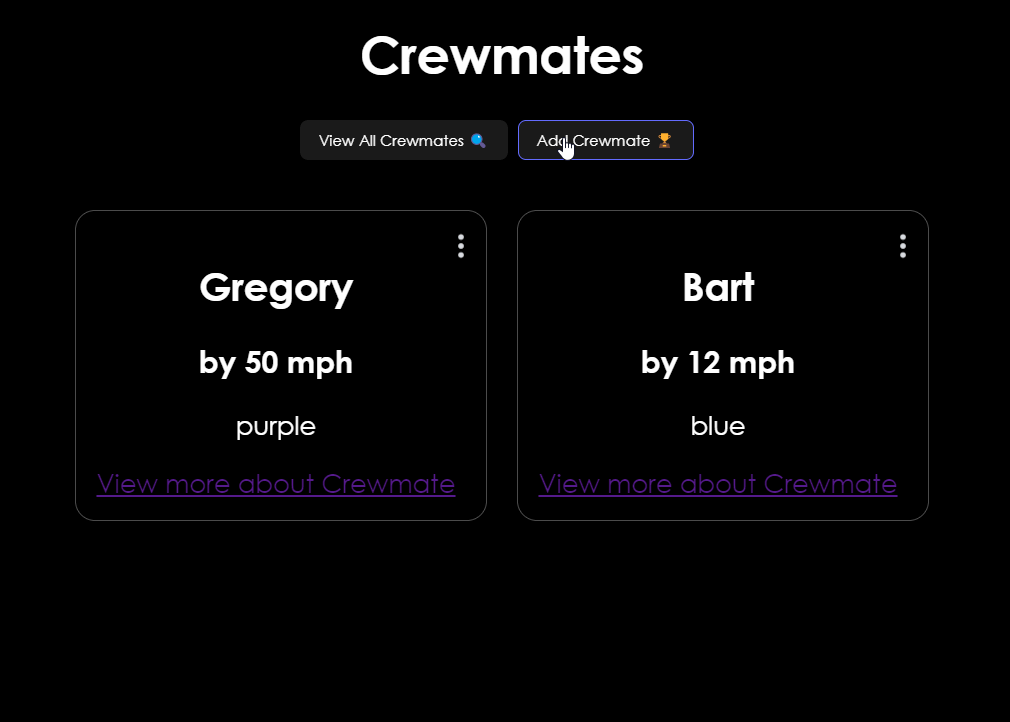 Crewmates
View All Crewmates 🔍 Add Crewmate 🏆
Gregory
by 50 mph
purple
View more about Crewmate
Bart
by 12 mph
blue
View more about Crewmate